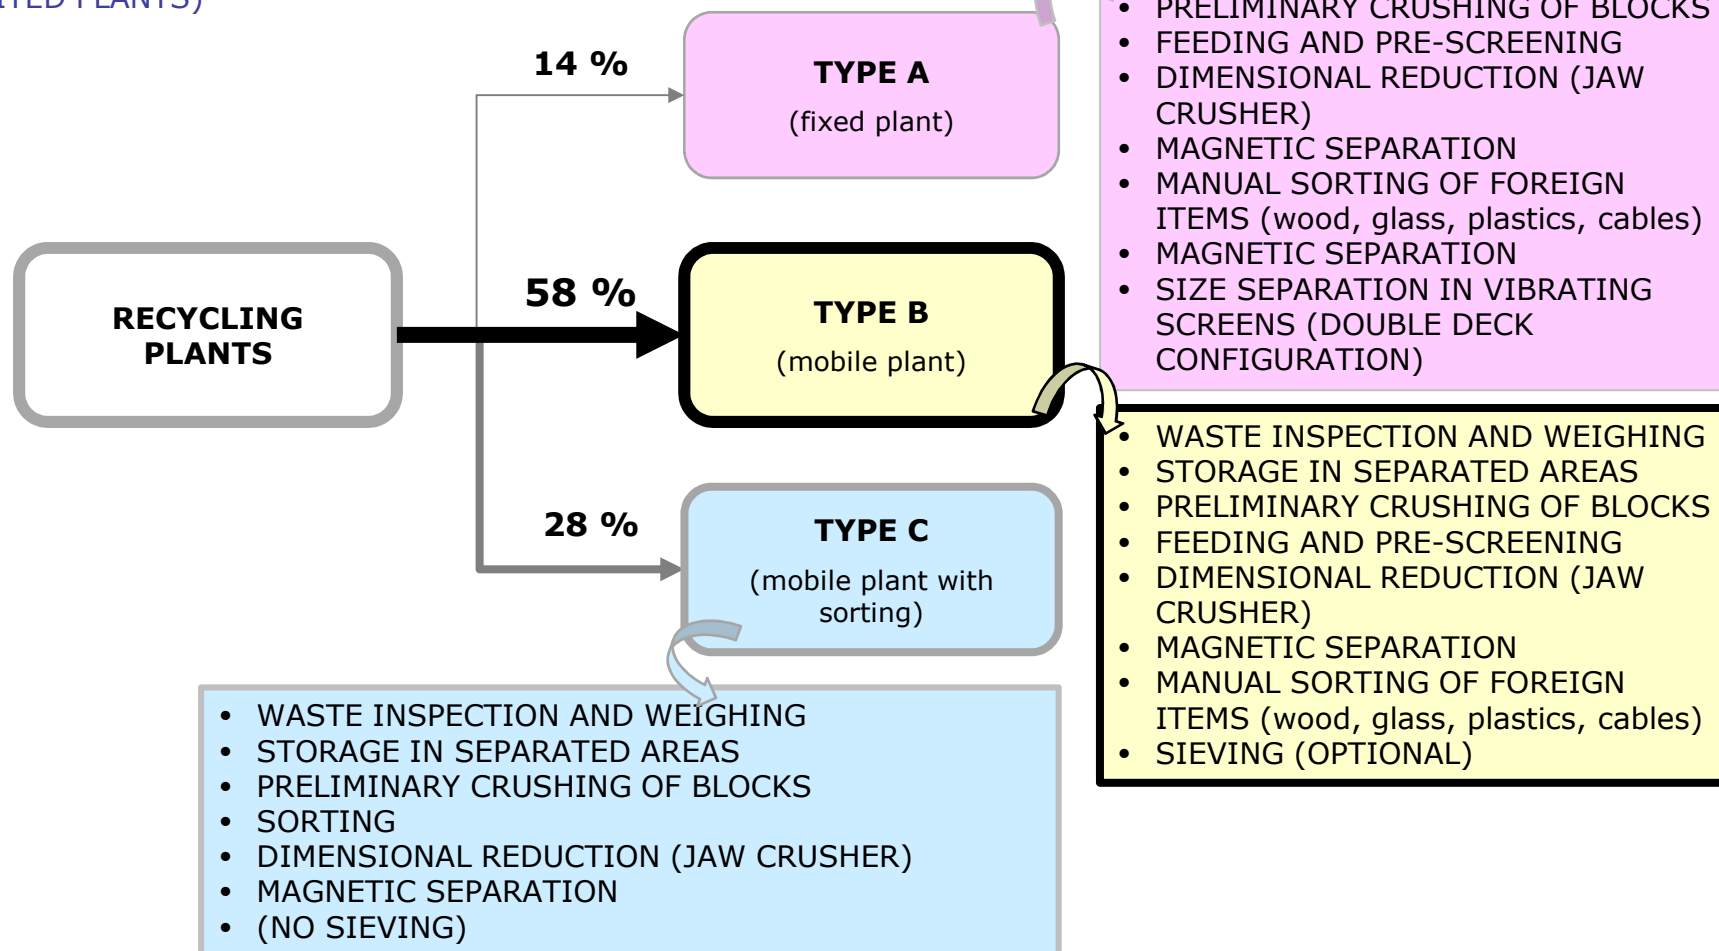 PLANTS)
14 %
TYPE A
(fixed plant)
• PRELIMINARY CRUSHING OF BLOCKS
• FEEDING AND PRE-SCREENING
• DIMENSIONAL REDUCTION (JAW
CRUSHER)
• MAGNETIC SEPARATION
• MANUAL SORTING OF FOREIGN
ITEMS (wood, glass, plastics, cables)
• MAGNETIC SEPARATION
• SIZE SEPARATION IN VIBRATING
SCREENS (DOUBLE DECK
CONFIGURATION)
RECYCLING
PLANTS
58 %
TYPE B
(mobile plant)
• WASTE INSPECTION AND WEIGHING
• STORAGE IN SEPARATED AREAS
• PRELIMINARY CRUSHING OF BLOCKS
• FEEDING AND PRE-SCREENING
• DIMENSIONAL REDUCTION (JAW
CRUSHER)
• MAGNETIC SEPARATION
• MANUAL SORTING OF FOREIGN
ITEMS (wood, glass, plastics, cables)
• SIEVING (OPTIONAL)
28 %
TYPE C
(mobile plant with
sorting)
• WASTE INSPECTION AND WEIGHING
• STORAGE IN SEPARATED AREAS
• PRELIMINARY CRUSHING OF BLOCKS
• SORTING
• DIMENSIONAL REDUCTION (JAW CRUSHER)
• MAGNETIC SEPARATION
• (NO SIEVING)